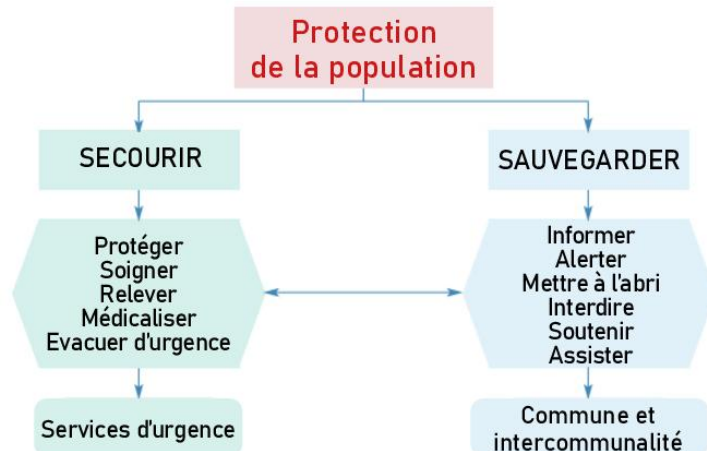 Protection
de la population
SECOURIR
SAUVEGARDER
Protéger
Soigner
Relever
Médicaliser
Evacuer d'urgence
Informer
Alerter
Mettre à l'abri
Interdire
Soutenir
Assister
Services d'urgence
Commune et
intercommunalité